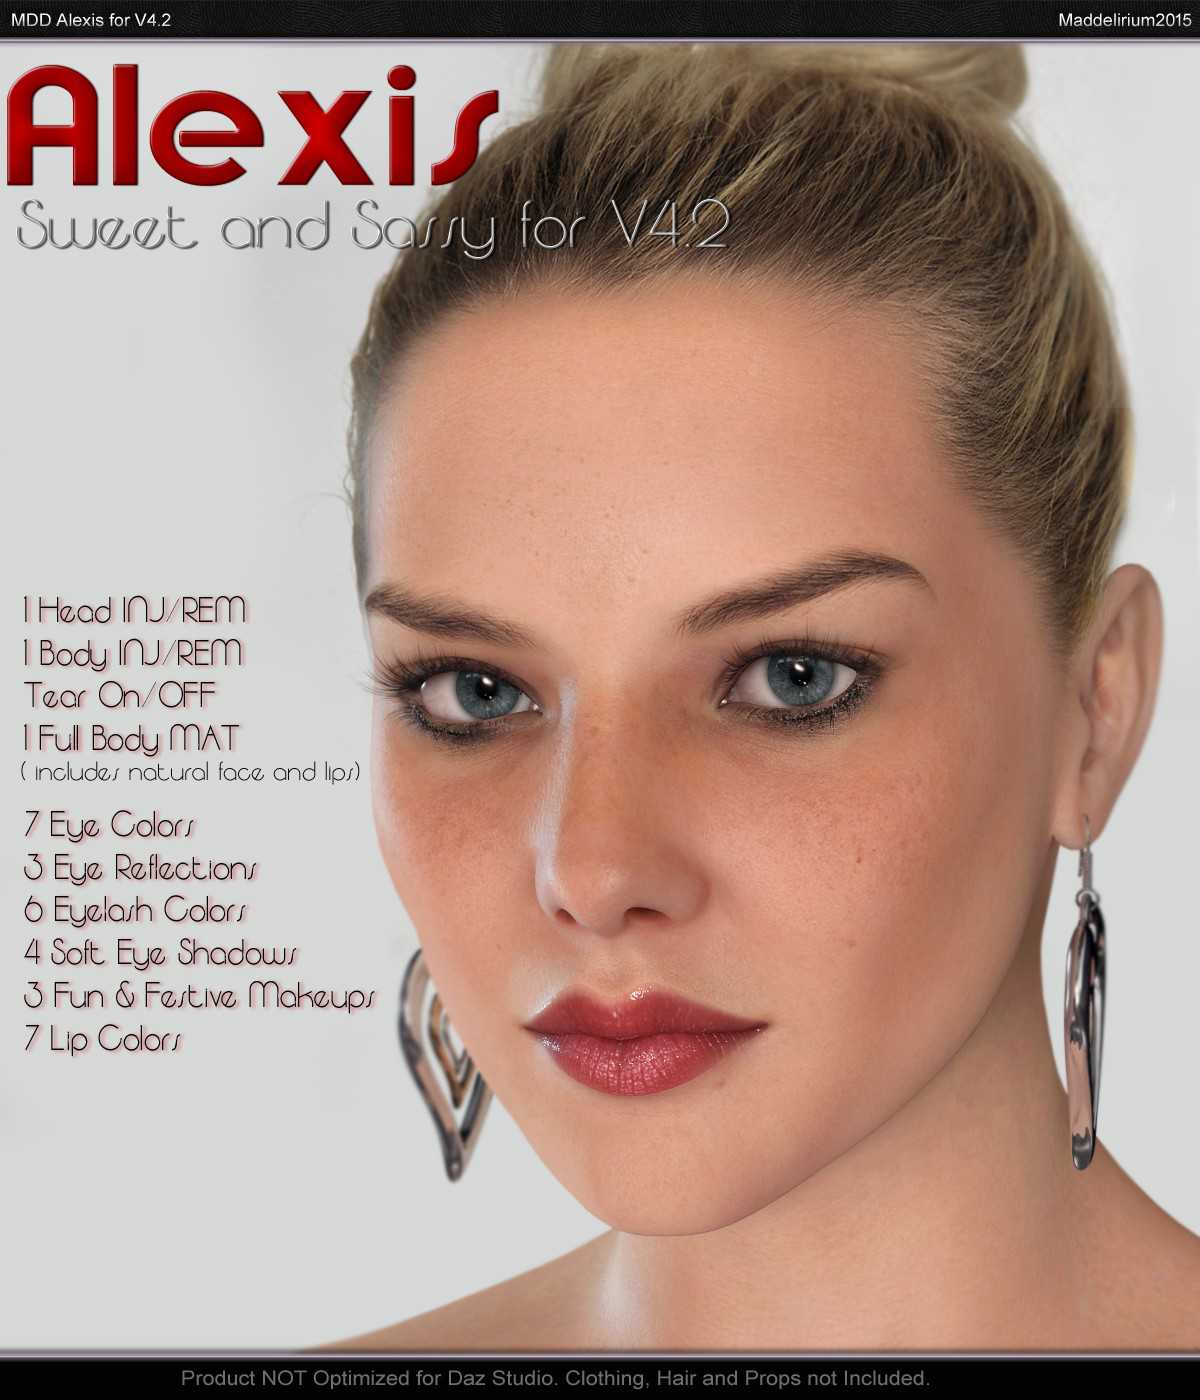 MDD Alexis for V4.2
Maddelirium2015
Alexis
Sweet and Sassy for V4.2
1 Head INJ/REM
1 Body INJ/REM
Tear On/OFF
1 Full Body MAT
( includes natural face and lips)
7 Eye Colors
3 Eye Reflections
6 Eyelash Colors
4 Soft Eye Shadows
3 Fun & Festive Makeups
7 Lip Colors
Product NOT Optimized for Daz Studio. Clothing, Hair and Props not Included.